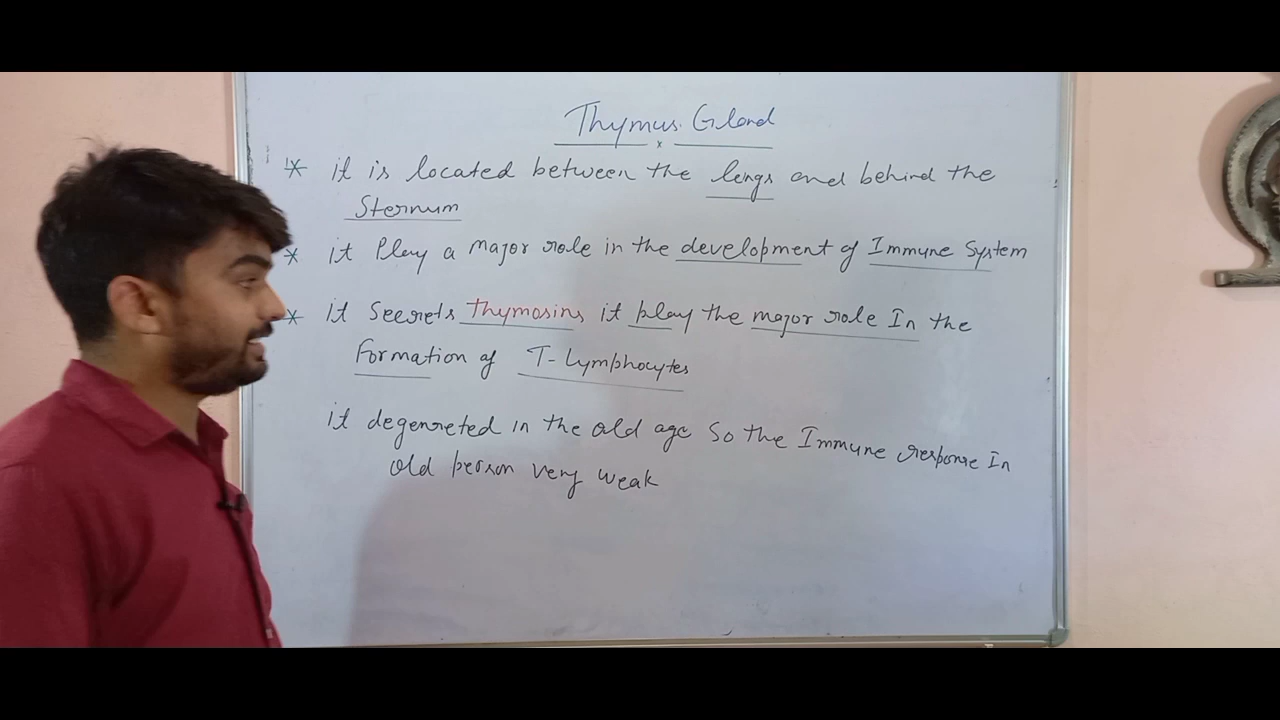 Thymus Gland
* it is located between the lungs and behind the
Sternum
* it Play a major role in the development of Immune System
* it Secrets Thymosins it play the major role In the
Formation of T-Lymphocytes
it degenreted in the old age So the Immune response In
old person very weak